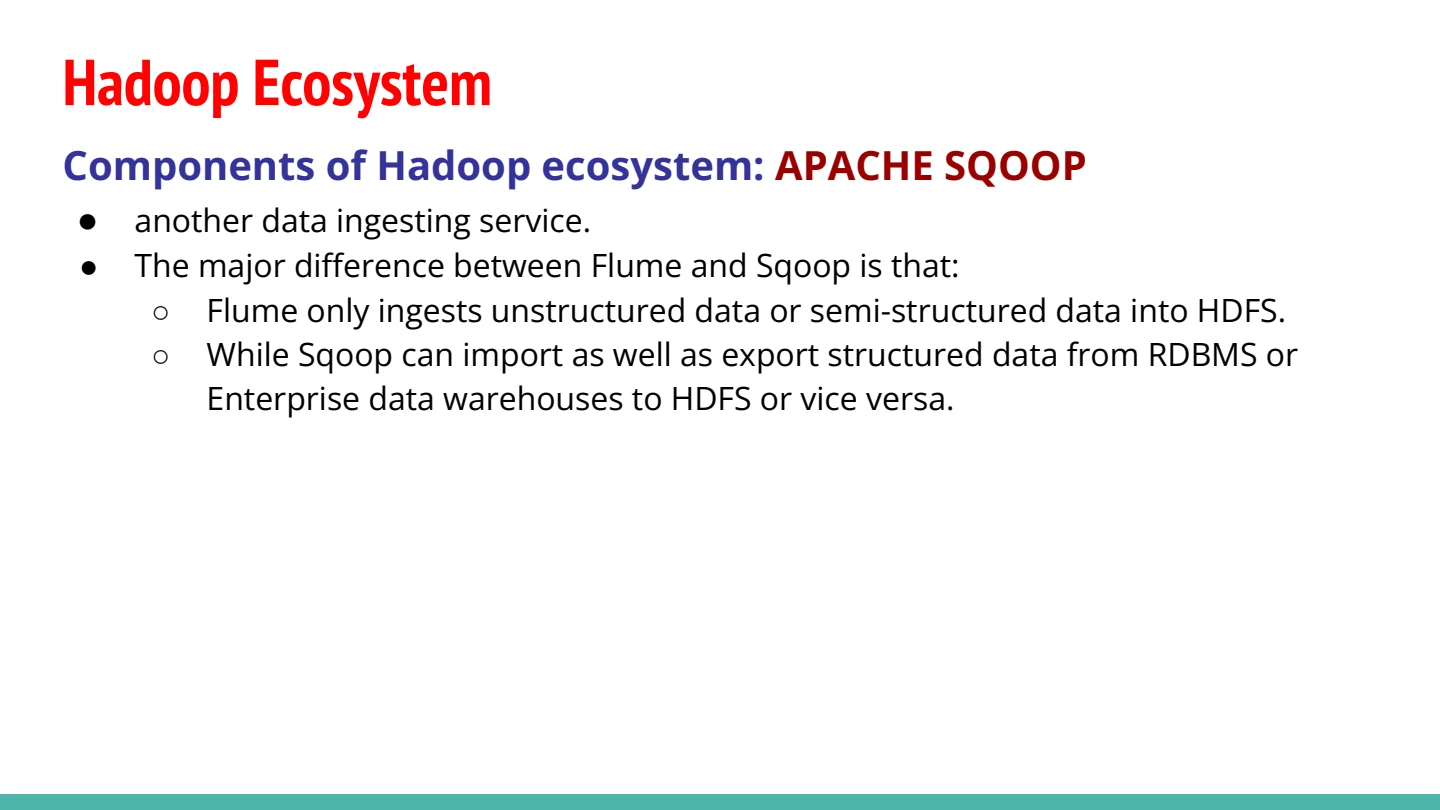 Hadoop Ecosystem
Components of Hadoop ecosystem: APACHE SQOOP
● another data ingesting service.
● The major difference between Flume and Sqoop is that:
○ Flume only ingests unstructured data or semi-structured data into HDFS.
○ While Sqoop can import as well as export structured data from RDBMS or
Enterprise data warehouses to HDFS or vice versa.